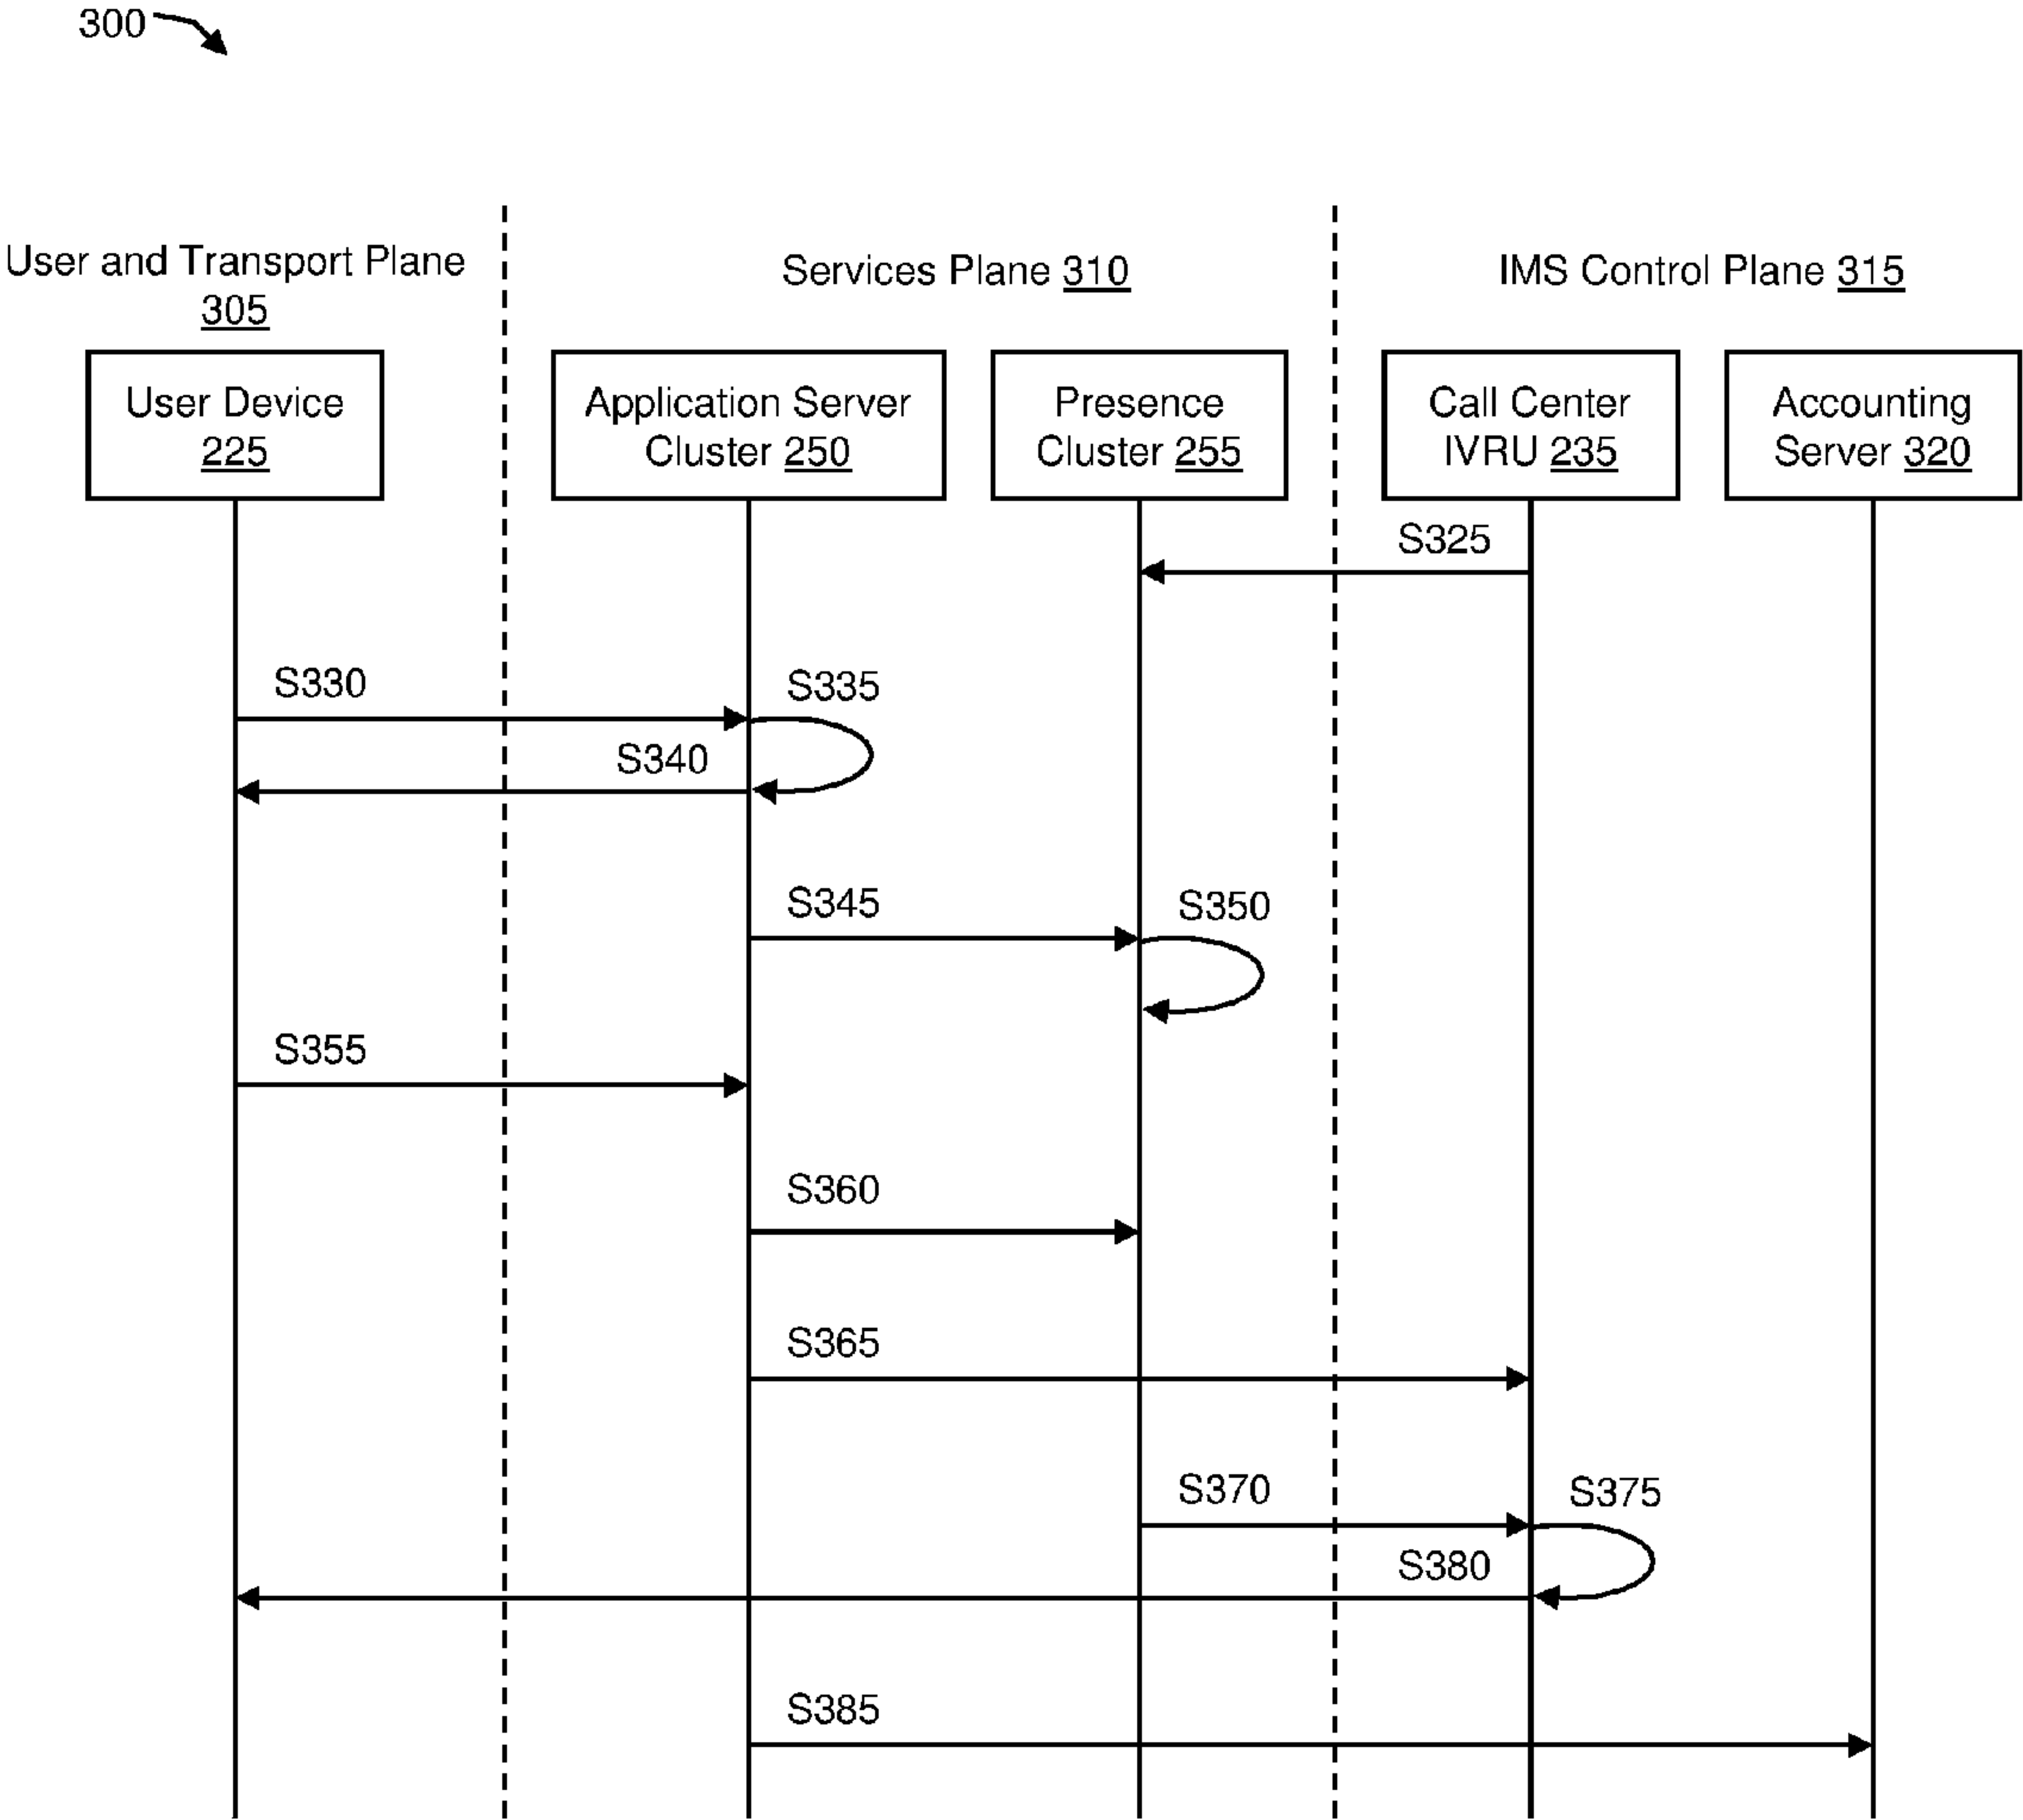 300
User and Transport Plane
305
Services Plane 310
IMS Control Plane 315
User Device
225
Application Server
Cluster 250
Presence
Cluster 255
Call Center
IVRU 235
Accounting
Server 320
S325
S330
S335
S340
S345
S350
S355
S360
S365
S370
S375
S380
S385